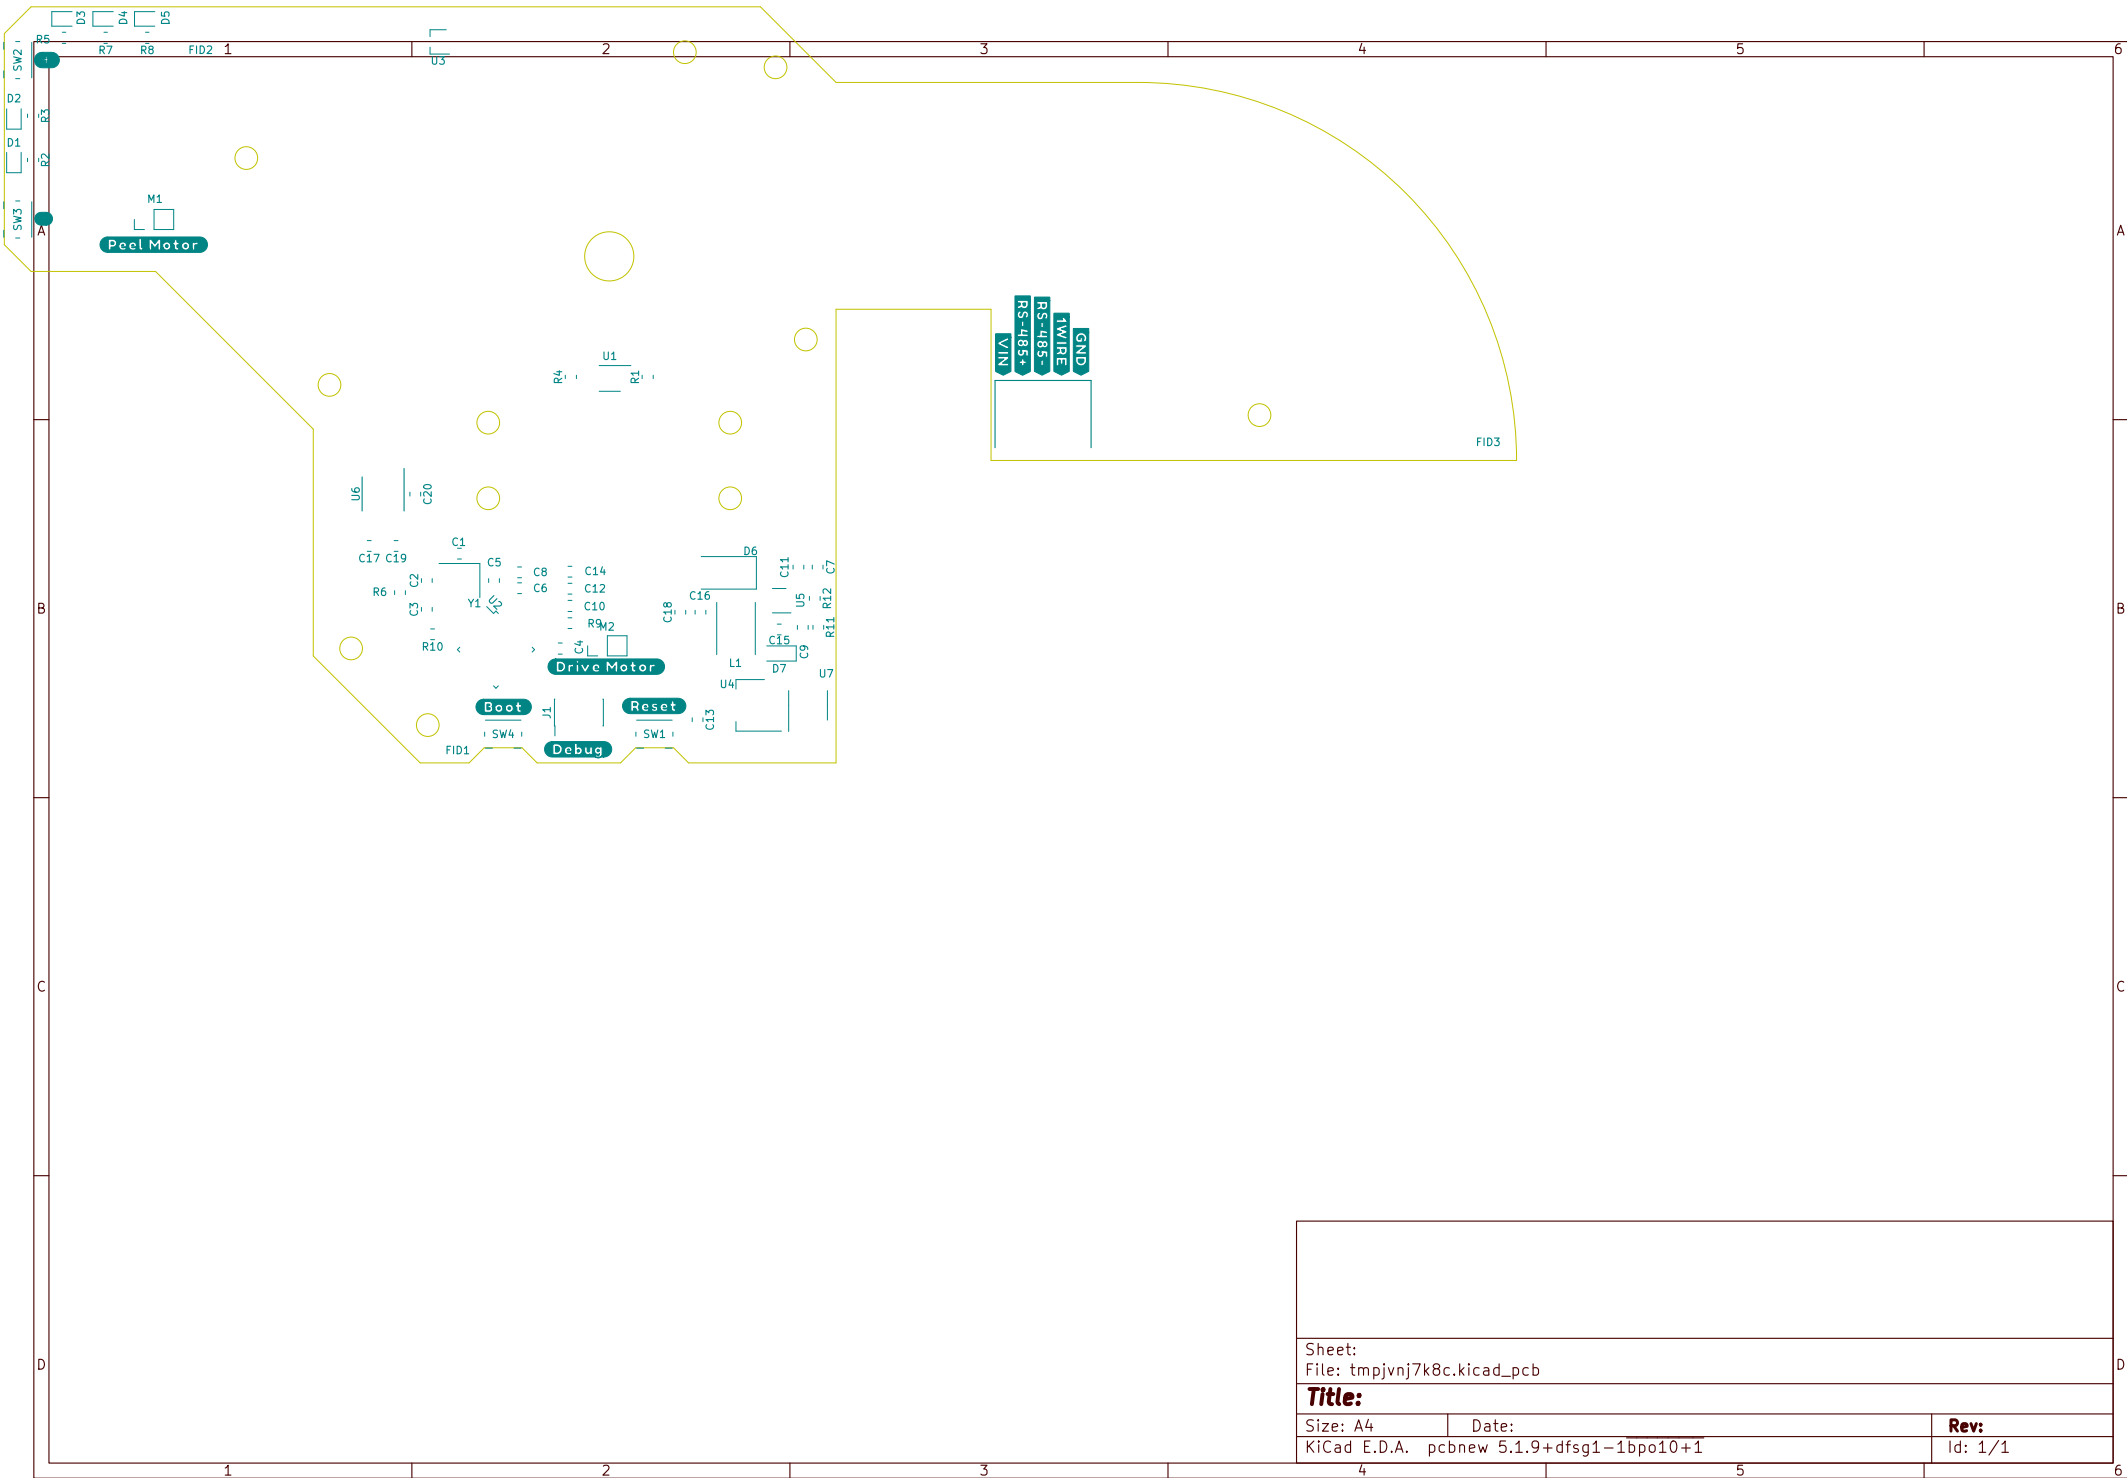 D3
D4
D5
R5
R7
R8
FID2
1
2
3
4
5
6
SW2
+
U3
D2
R3
D1
R2
M1
SW3
-
A
A
Peel Motor
VIN
RS-485+
RS-485-
1WIRE
GND
U1
R4
R1
FID3
U6
C20
C1
C17
C19
C5
C8
C14
D6
C11
C7
C2
C6
C12
R6
Y1
U2
C16
U5
R12
C3
C10
C18
B
B
R9
M2
R11
R10
C4
C15
C9
Drive Motor
L1
D7
U7
U4
Boot
J1
Reset
C13
SW4
SW1
FID1
Debug
C
C
D
D
Sheet:
File: tmpjvnj7k8c.kicad_pcb
Title:
Size: A4
Date:
Rev:
KiCad E.D.A. pcbnew 5.1.9+dfsg1-1bpo10+1
Id: 1/1
1
2
3
4
5
6